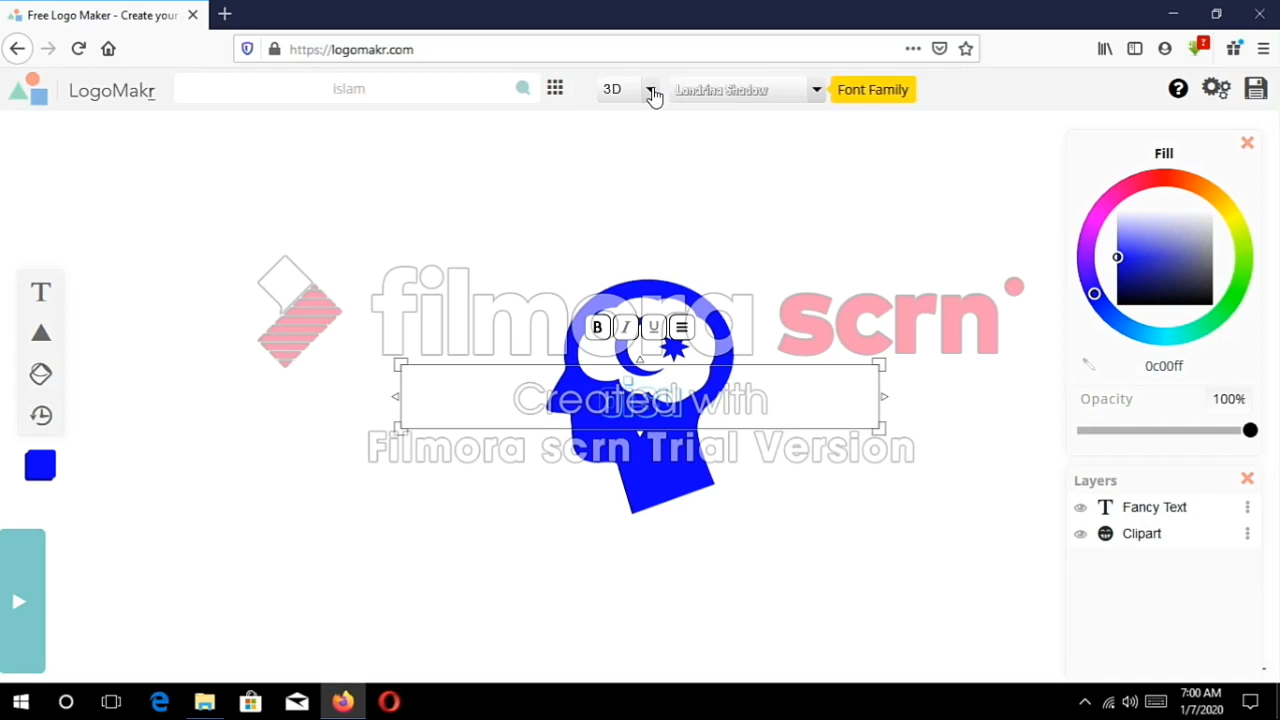 Free Logo Maker - Create your
https://logomakr.com
LogoMakr
islam
3D
Londrina Shadow
Font Family
Fill
filmora scrn
B I U
Created with
Filmora scrn Trial Version
0c00ff
Opacity 100%
Layers
Fancy Text
Clipart
T
7:00 AM
1/7/2020